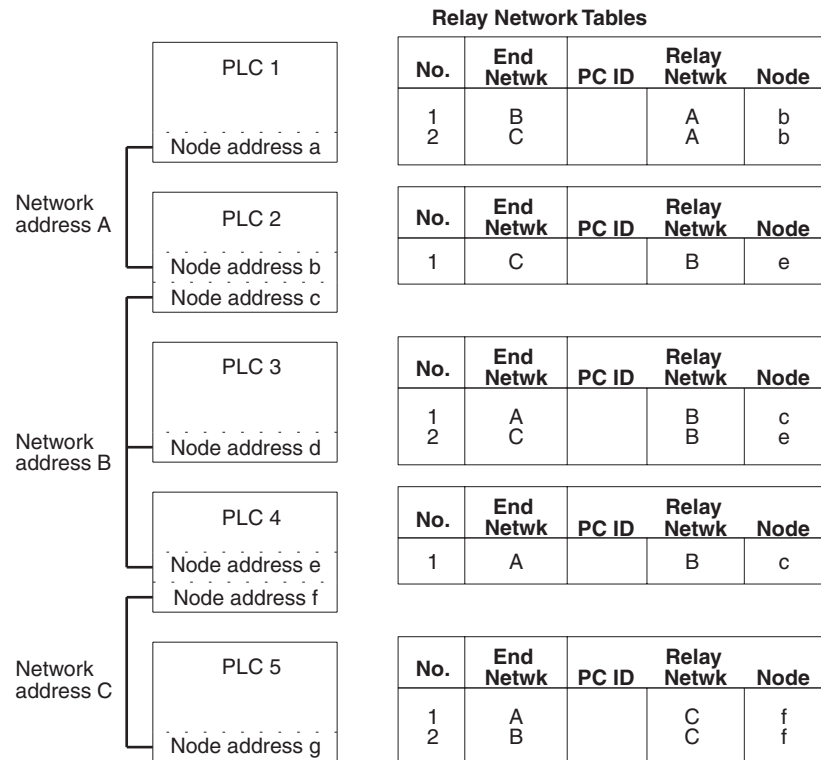 Relay Network Tables
PLC 1
Node address a
No. End Netwk PC ID Relay Netwk Node
1 B A b
2 C A b
Network address A
PLC 2
Node address b
Node address c
No. End Netwk PC ID Relay Netwk Node
1 C B e
PLC 3
Node address d
No. End Netwk PC ID Relay Netwk Node
1 A B c
2 C B e
Network address B
PLC 4
Node address e
Node address f
No. End Netwk PC ID Relay Netwk Node
1 A B c
Network address C
PLC 5
Node address g
No. End Netwk PC ID Relay Netwk Node
1 A C f
2 B C f